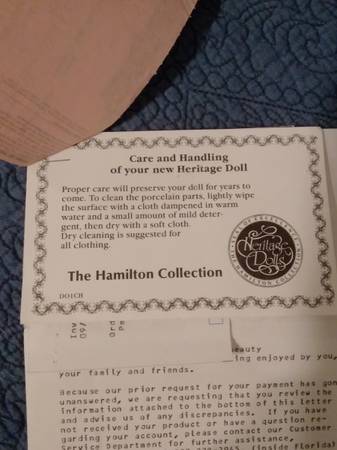 Care and Handling
of your new Heritage Doll
Proper care will preserve your doll for years to
come. To clean the porcelain parts, lightly wipe
the surface with a cloth dampened in warm
water and a small amount of mild deter-
gent, then dry with a soft cloth.
Dry cleaning is suggested for
all clothing.
Heritage
Dolls
HAMILTON COLLECTION
The Hamilton Collection
DO1CH
eauty
ing enjoyed by you,
your family and friends.
Because our prior request for your payment has gon
unanswered, we are requesting that you review the
information attached to the bottom of this letter
and advise us of any discrepancies. If you have
not received your product or have a question re-
garding your account, please contact our Customer
Service Department for further assistance,
(inside Florida)